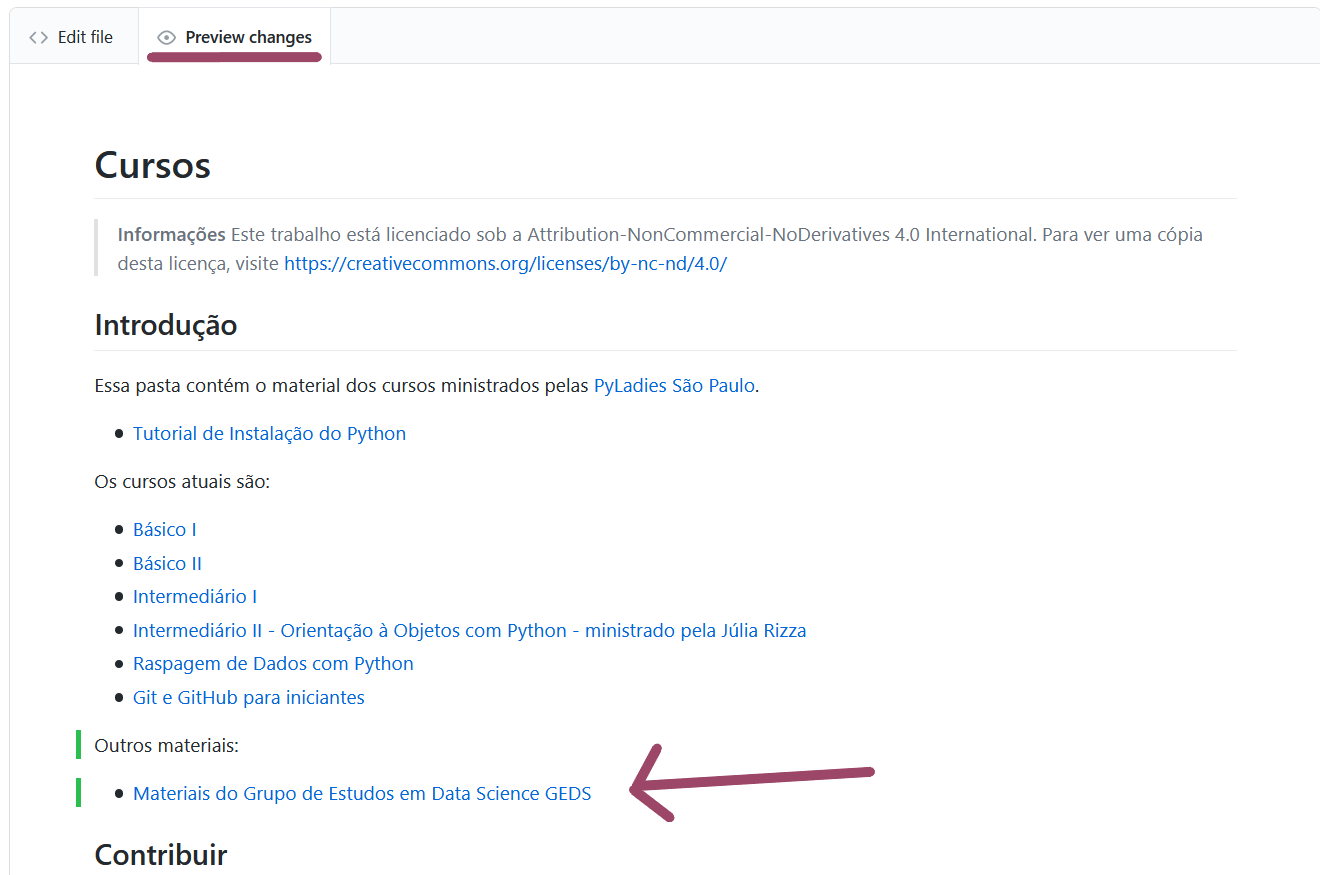 Edit file
Preview changes
Cursos
Informações Este trabalho está licenciado sob a Attribution-NonCommercial-NoDerivatives 4.0 International. Para ver uma cópia
desta licença, visite https://creativecommons.org/licenses/by-nc-nd/4.0/
Introdução
Essa pasta contém o material dos cursos ministrados pelas PyLadies São Paulo.
Tutorial de Instalação do Python
Os cursos atuais são:
Básico I
Básico II
Intermediário I
Intermediário II - Orientação à Objetos com Python - ministrado pela Júlia Rizza
Raspagem de Dados com Python
Git e GitHub para iniciantes
Outros materiais:
Materiais do Grupo de Estudos em Data Science GEDS
Contribuir